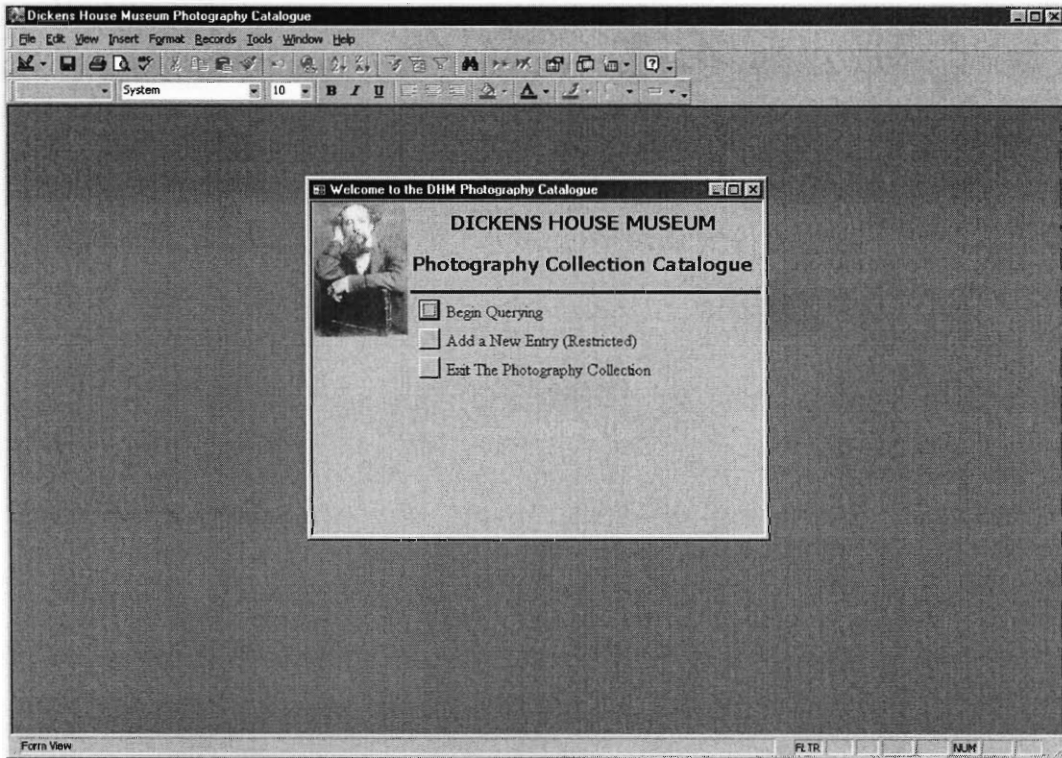 Dickens House Museum Photography Catalogue
File Edit View Insert Format Records Tools Window Help
System 10 B I U A
Welcome to the DHM Photography Catalogue
DICKENS HOUSE MUSEUM
Photography Collection Catalogue
Begin Querying
Add a New Entry (Restricted)
Exit The Photography Collection
Form View FLTR NUM